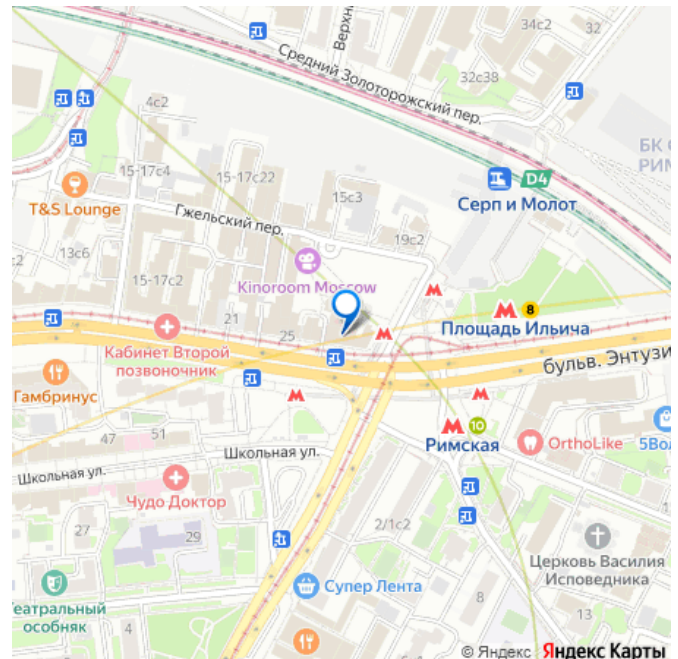 34с2
Верхн
Средний Золоторожский пер.
32с38
4с2
БК
РИМ
15-17с4
15-17с22
D4
15с3
Серп и Молот
T&S Lounge
Гжельский пер.
19с2
13с6
Kinoroom Moscow
15-17с2
8
21
25
Площадь Ильича
Кабинет Второй
позвоночник
бульв. Энтузи
Гамбринус
10
47
51
Римская
OrthoLike
5Вол
Школьная ул.
Школьная ул.
Чудо Доктор
27
29
2/1с2
Церковь Василия
Исповедника
Театральный
особняк
Супер Лента
4
8
13
© Яндекс Яндекс Карты